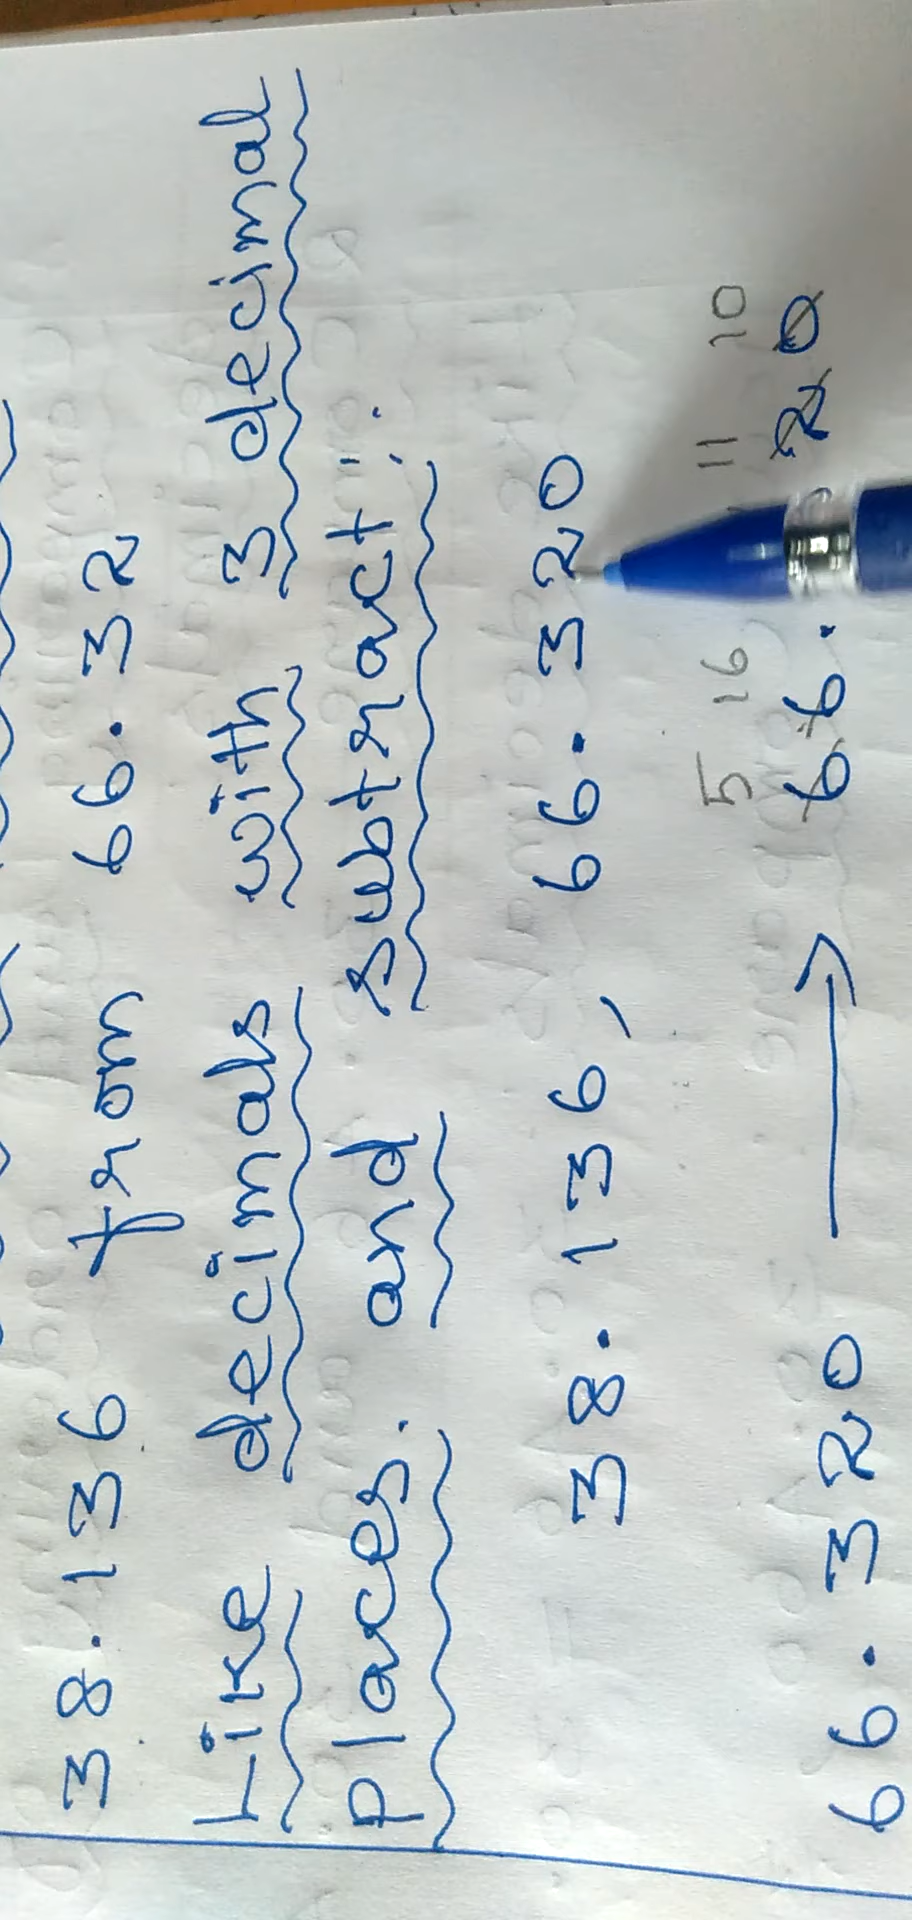 38.136 from 66.32
Like decimals with 3 decimal
places. and subtract:.
38.136, 66.320
5 16 11 10
66.320 → 66. 20